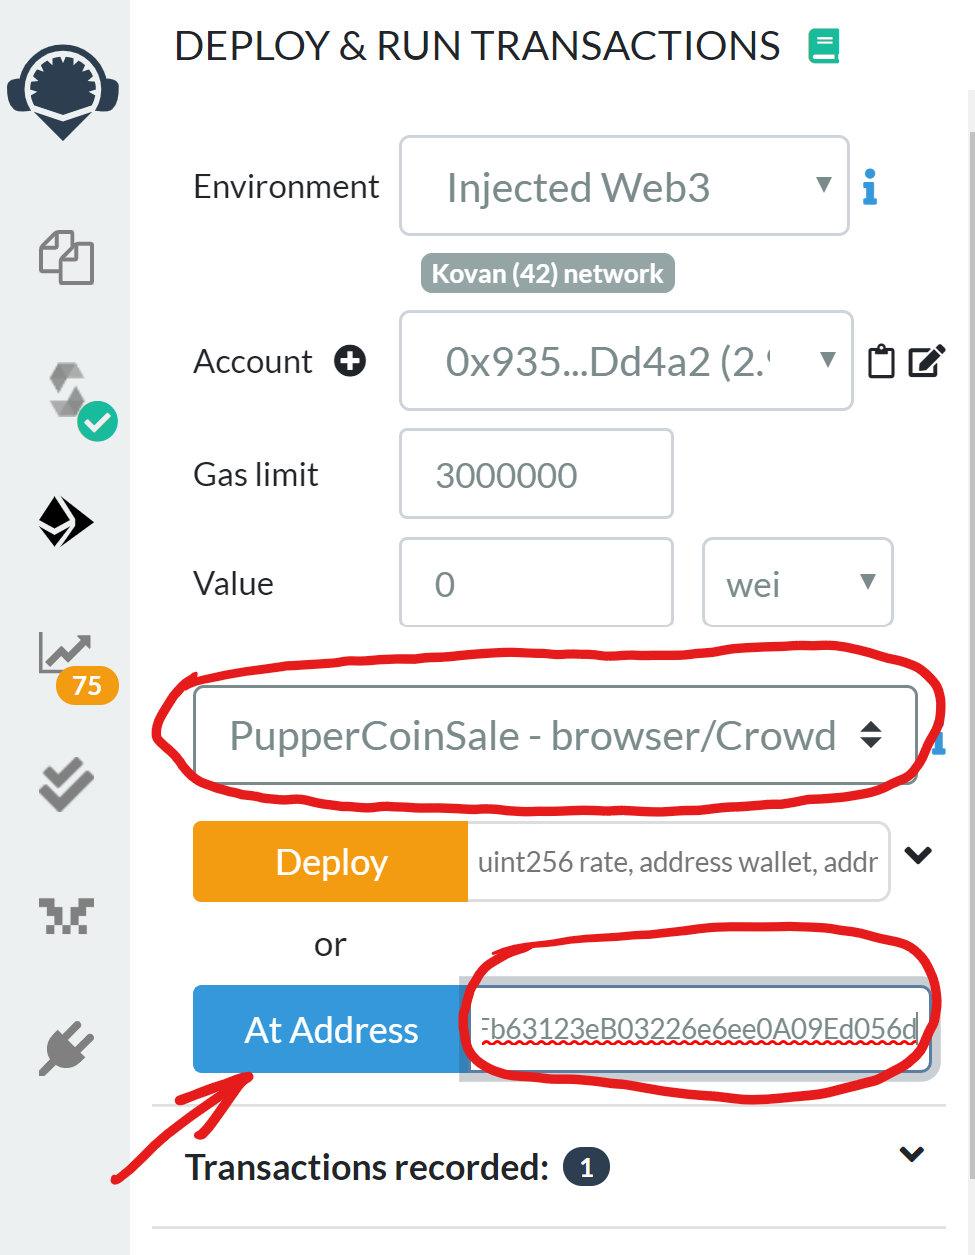 DEPLOY & RUN TRANSACTIONS
Environment
Injected Web3
Kovan (42) network
Account
0x935...Dd4a2 (2.
Gas limit
3000000
Value
0
wei
75
PupperCoinSale - browser/Crowd
Deploy
uint256 rate, address wallet, addr
or
At Address
b63123eB03226e6ee0A09Ed056d
Transactions recorded: 1